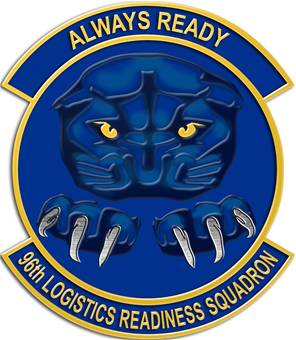 ALWAYS READY
96th LOGISTICS READINESS SQUADRON